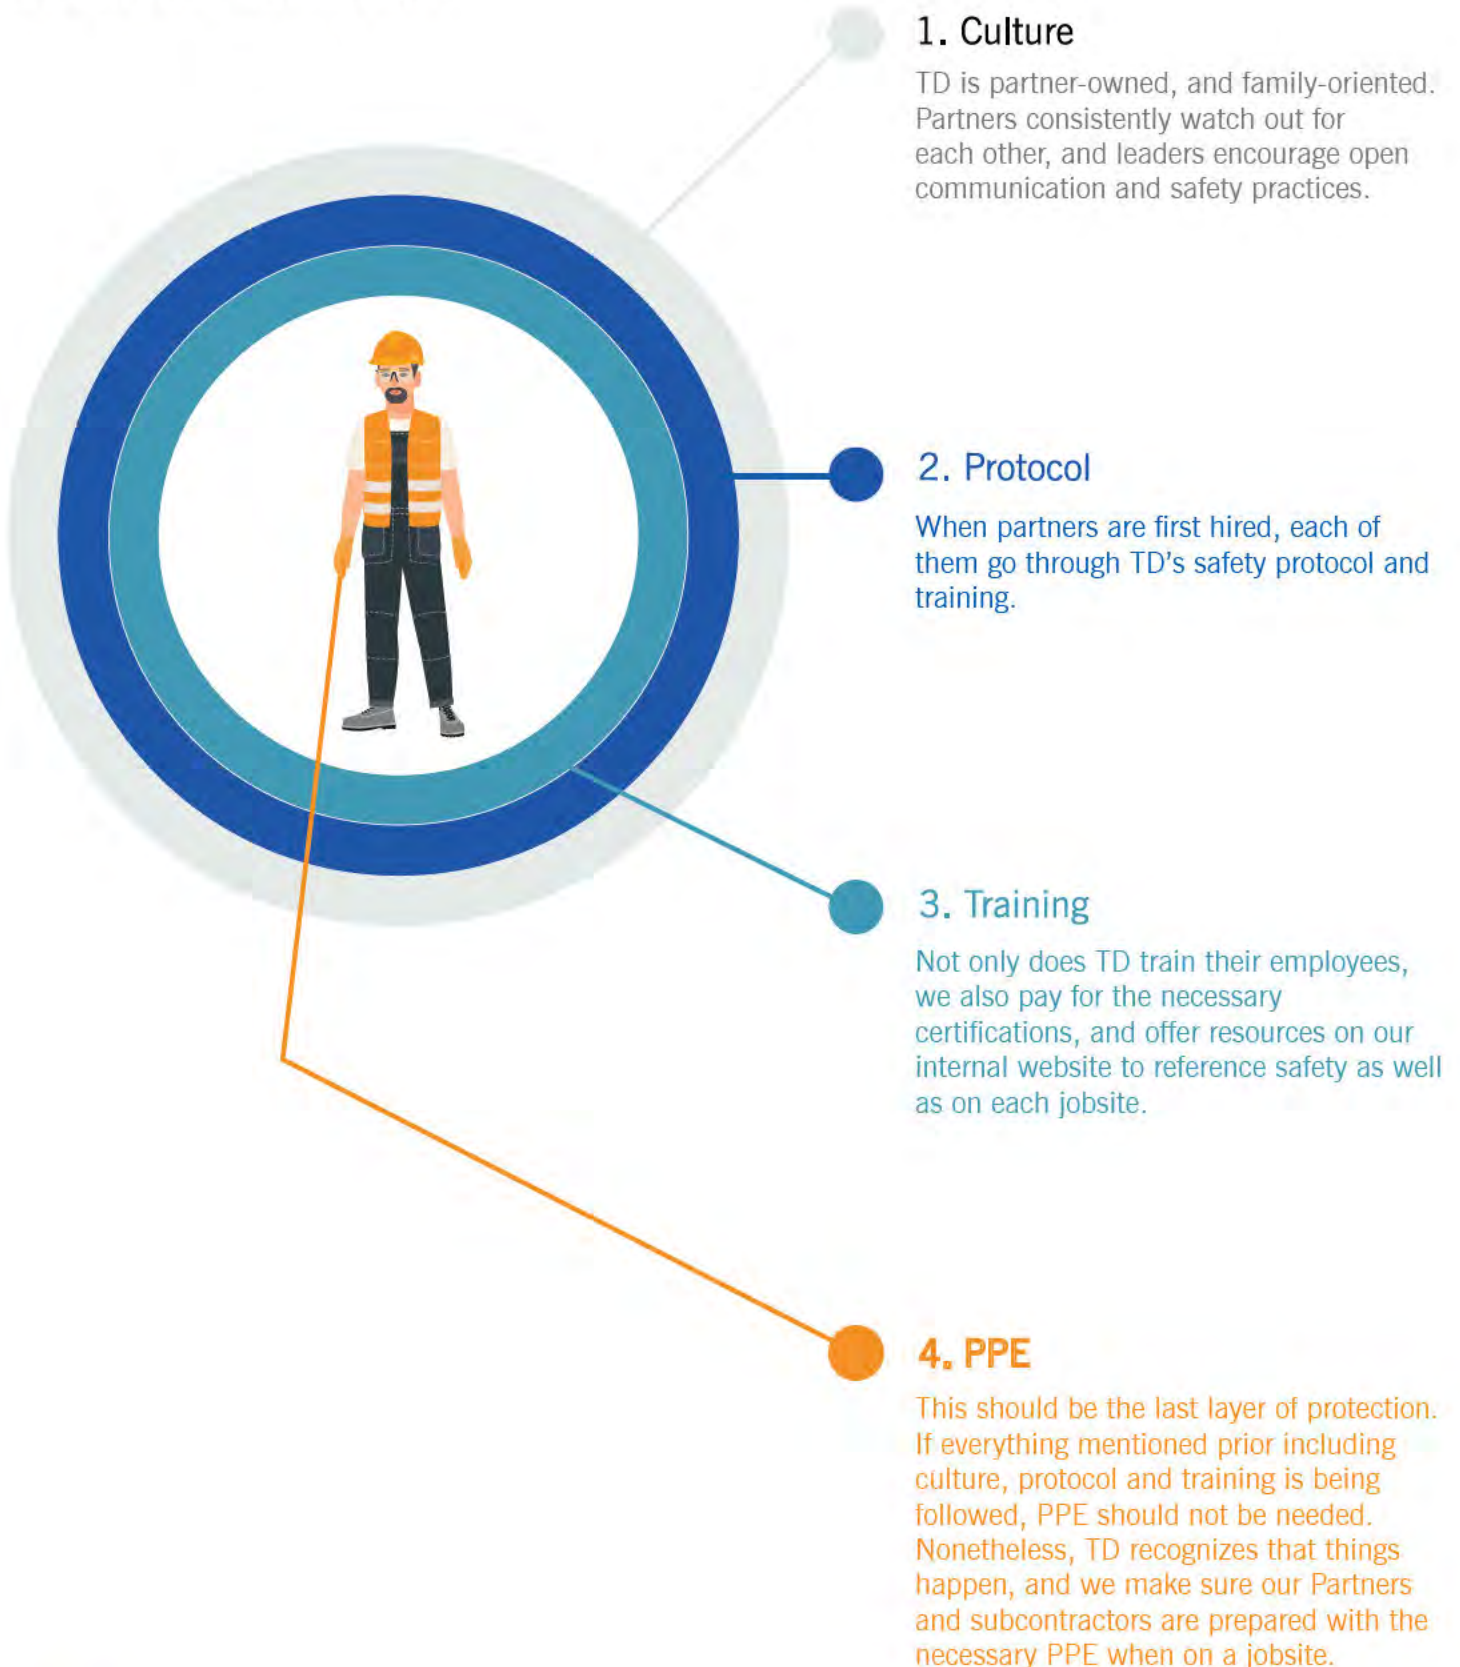 1. Culture
TD is partner-owned, and family-oriented.
Partners consistently watch out for
each other, and leaders encourage open
communication and safety practices.
2. Protocol
When partners are first hired, each of
them go through TD’s safety protocol and
training.
3. Training
Not only does TD train their employees,
we also pay for the necessary
certifications, and offer resources on our
internal website to reference safety as well
as on each jobsite.
4. PPE
This should be the last layer of protection.
If everything mentioned prior including
culture, protocol and training is being
followed, PPE should not be needed.
Nonetheless, TD recognizes that things
happen, and we make sure our Partners
and subcontractors are prepared with the
necessary PPE when on a jobsite.